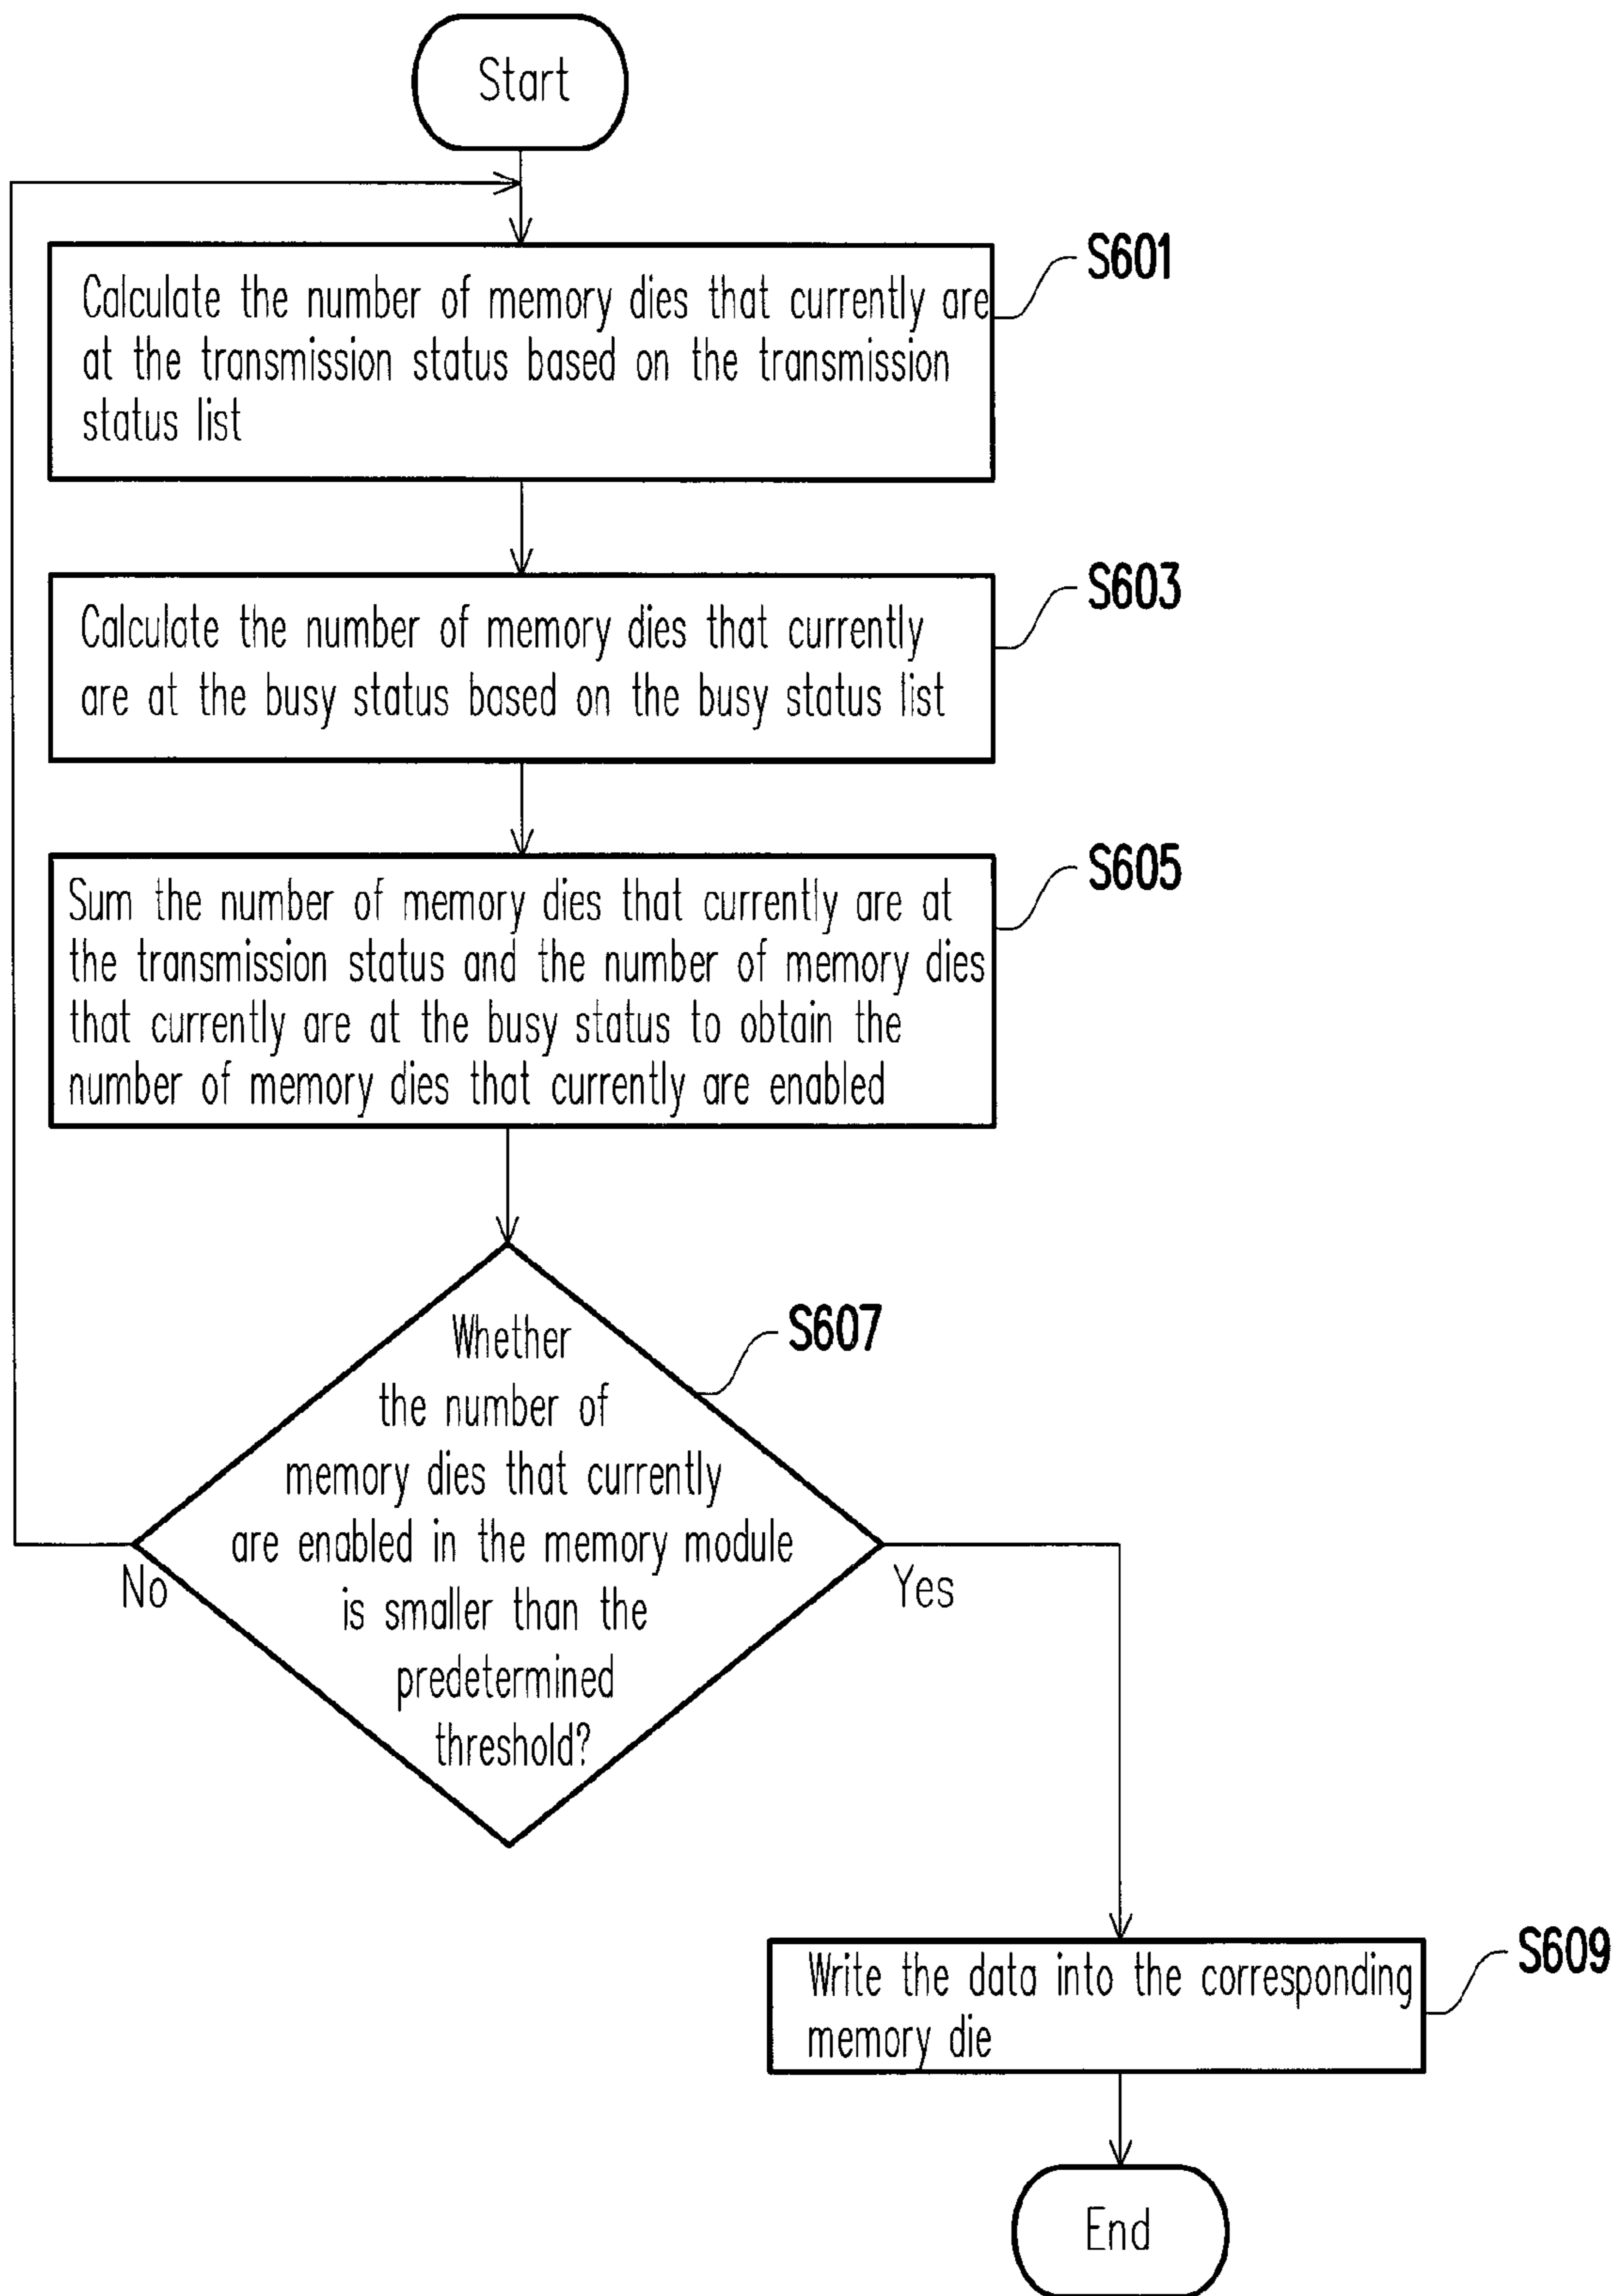 Start
S601
Calculate the number of memory dies that currently are
at the transmission status based on the transmission
status list
S603
Calculate the number of memory dies that currently
are at the busy status based on the busy status list
S605
Sum the number of memory dies that currently are at
the transmission status and the number of memory dies
that currently are at the busy status to obtain the
number of memory dies that currently are enabled
S607
Whether
the number of
memory dies that currently
are enabled in the memory module
is smaller than the
predetermined
threshold?
No
Yes
S609
Write the data into the corresponding
memory die
End